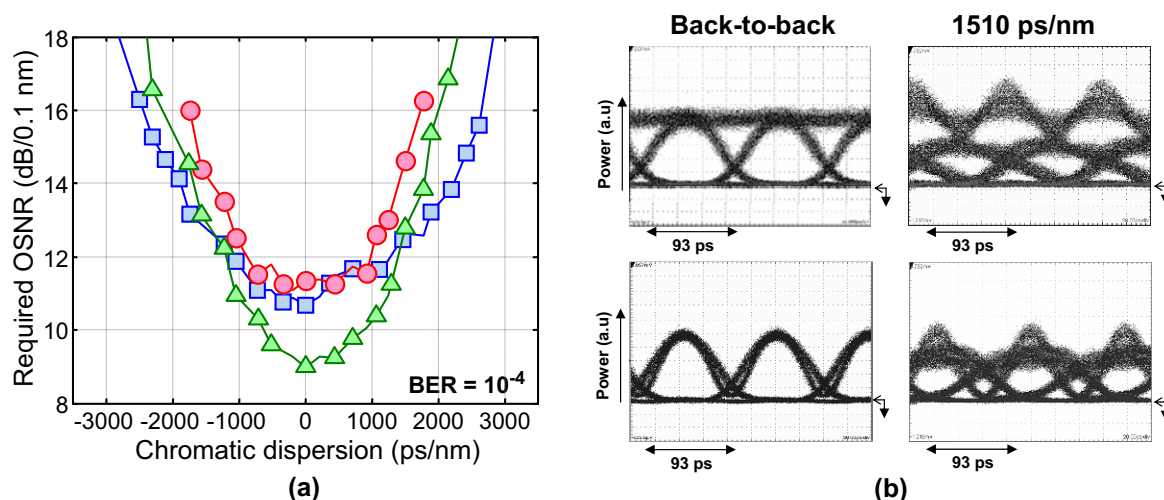 Required OSNR (dB/0.1 nm)
18
16
14
12
10
8
BER = 10-4
-3000 -2000 -1000 0 1000 2000 3000
Chromatic dispersion (ps/nm)
(a)
Back-to-back
1510 ps/nm
Power (a.u)
93 ps
93 ps
Power (a.u)
93 ps
93 ps
(b)